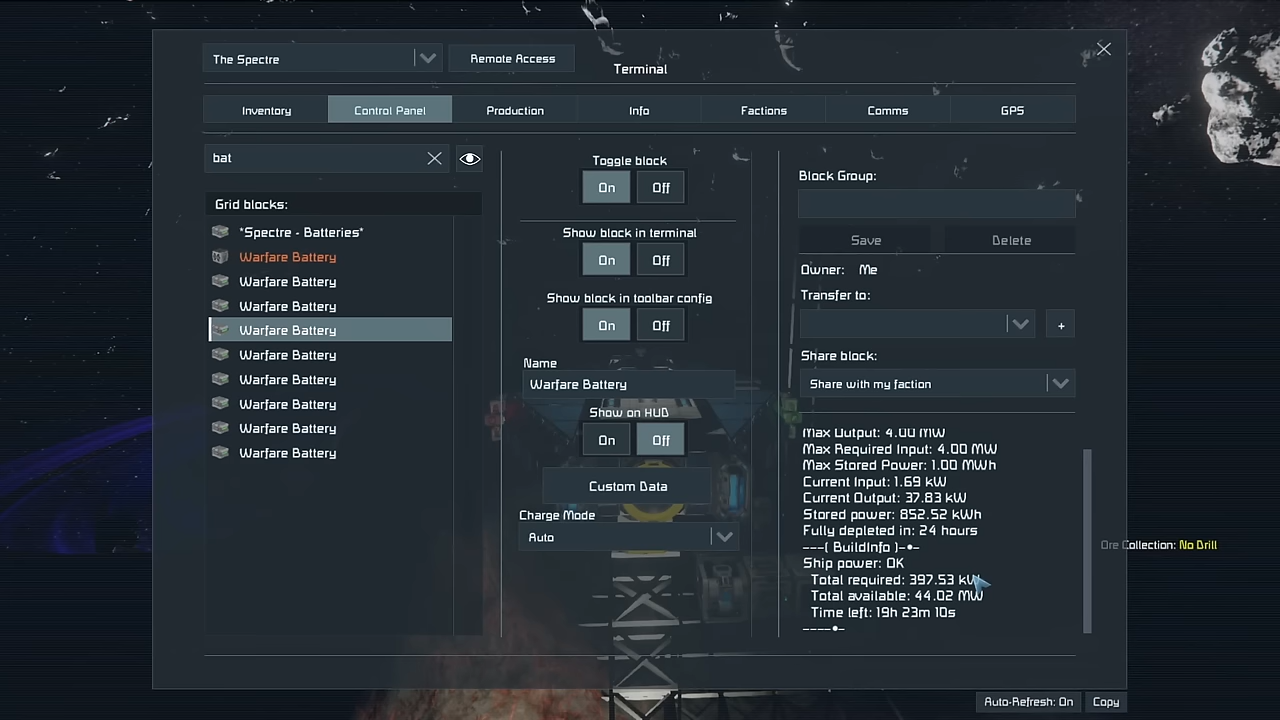 The Spectre
Remote Access
Terminal
Inventory
Control Panel
Production
Info
Factions
Comms
GPS
bat
Grid blocks:
*Spectre - Batteries*
Warfare Battery
Warfare Battery
Warfare Battery
Warfare Battery
Warfare Battery
Warfare Battery
Warfare Battery
Warfare Battery
Warfare Battery
Toggle block
On Off
Show block in terminal
On Off
Show block in toolbar config
On Off
Name
Warfare Battery
Show on HUD
On Off
Custom Data
Charge Mode
Auto
Block Group:
Save Delete
Owner: Me
Transfer to:
+
Share block:
Share with my faction
Max Output: 4.00 MW
Max Required Input: 4.00 MW
Max Stored Power: 1.00 MWh
Current Input: 1.69 kW
Current Output: 37.83 kW
Stored power: 852.52 kWh
Fully depleted in: 24 hours
---( BuildInfo )-•-
Ship power: OK
Total required: 397.53 kW
Total available: 44.02 MW
Time left: 19h 23m 10s
----•-
Ore Collection: No Drill
Auto-Refresh: On
Copy